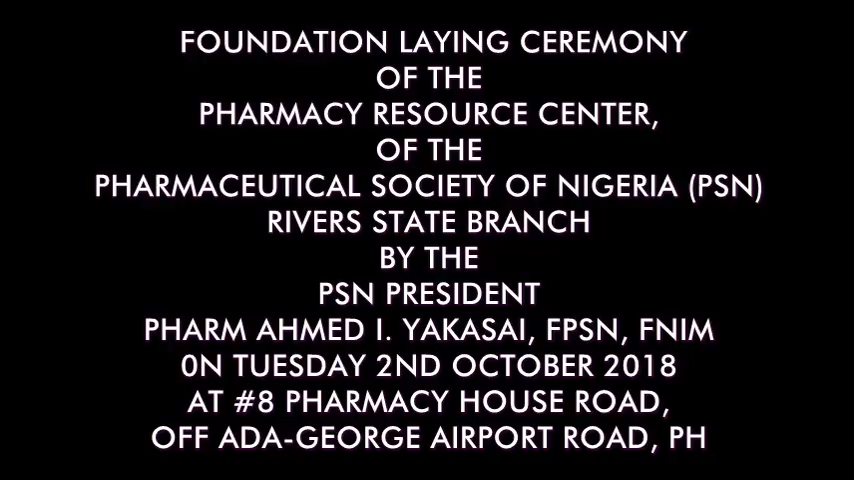 FOUNDATION LAYING CEREMONY
OF THE
PHARMACY RESOURCE CENTER,
OF THE
PHARMACEUTICAL SOCIETY OF NIGERIA (PSN)
RIVERS STATE BRANCH
BY THE
PSN PRESIDENT
PHARM AHMED I. YAKASAI, FPSN, FNIM
0N TUESDAY 2ND OCTOBER 2018
AT #8 PHARMACY HOUSE ROAD,
OFF ADA-GEORGE AIRPORT ROAD, PH